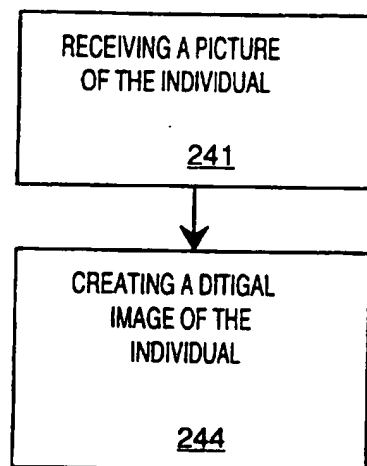 RECEIVING A PICTURE
OF THE INDIVIDUAL
241
CREATING A DITIGAL
IMAGE OF THE
INDIVIDUAL
244